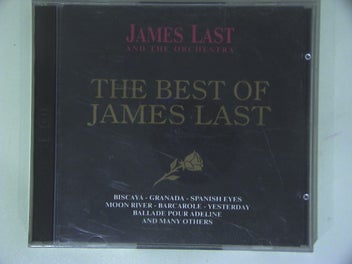 JAMES LAST
AND THE ORCHESTRA
THE BEST OF
JAMES LAST
BISCAYA - GRANADA - SPANISH EYES
MOON RIVER - BARCAROLE - YESTERDAY
BALLADE POUR ADELINE
AND MANY OTHERS